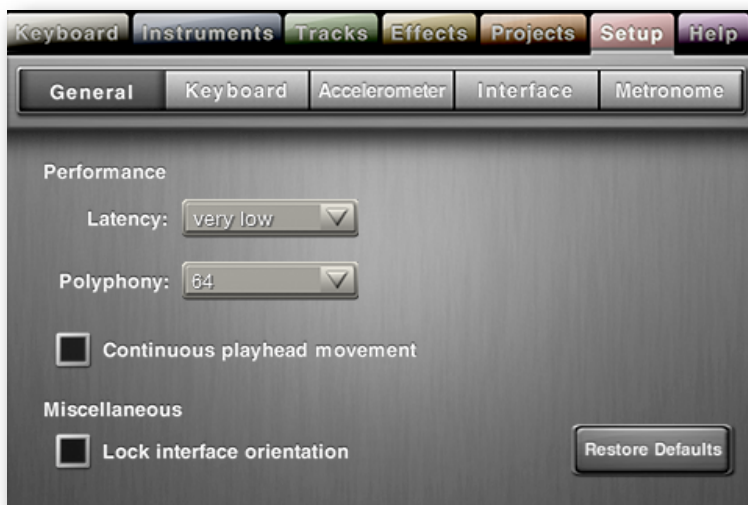 Keyboard Instruments Tracks Effects Projects Setup Help
General Keyboard Accelerometer Interface Metronome
Performance
Latency: very low
Polyphony: 64
Continuous playhead movement
Miscellaneous
Lock interface orientation
Restore Defaults